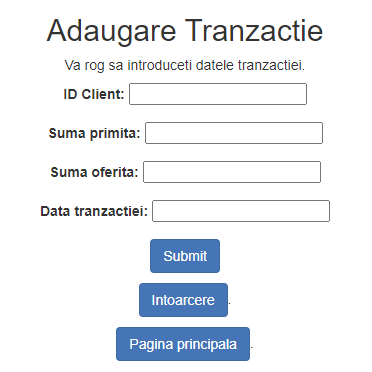 Adaugare Tranzactie
Va rog sa introduceti datele tranzactiei.
ID Client:
Suma primita:
Suma oferita:
Data tranzactiei:
Submit
Intoarcere.
Pagina principala.